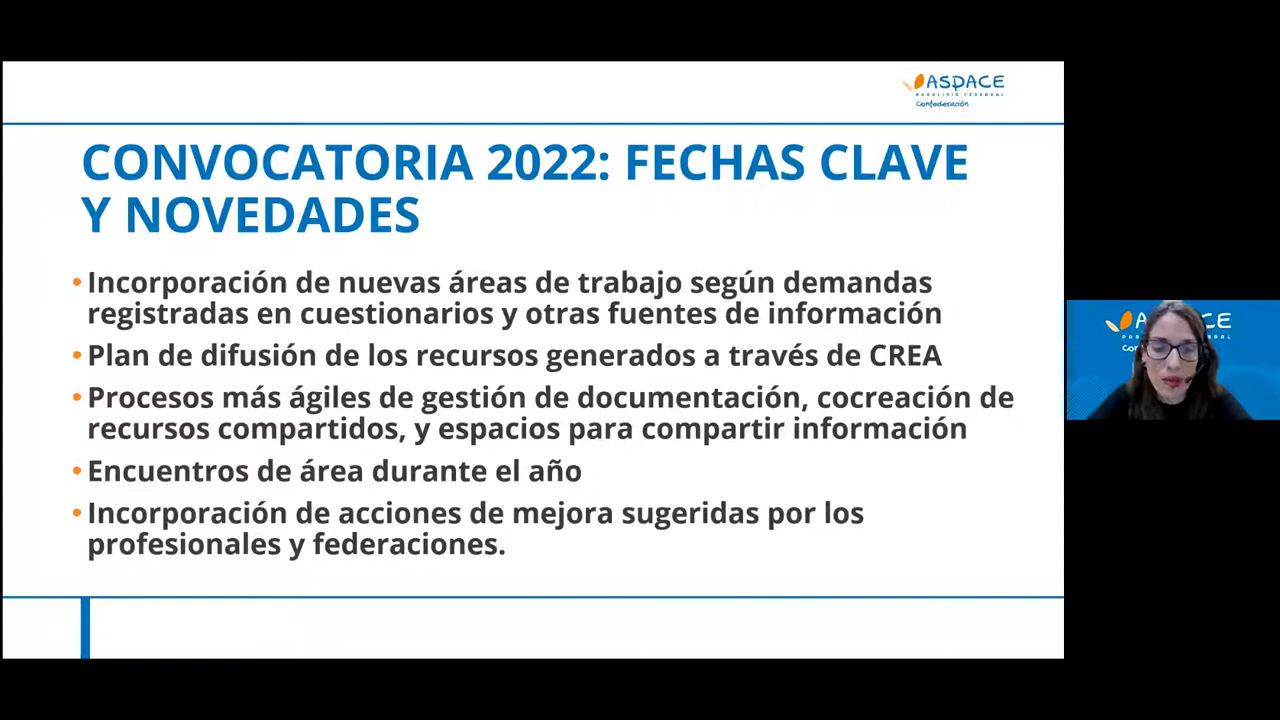 ASPACE
PARÁLISIS CEREBRAL
Confederación
CONVOCATORIA 2022: FECHAS CLAVE
Y NOVEDADES
• Incorporación de nuevas áreas de trabajo según demandas
registradas en cuestionarios y otras fuentes de información
• Plan de difusión de los recursos generados a través de CREA
• Procesos más ágiles de gestión de documentación, cocreación de
recursos compartidos, y espacios para compartir información
• Encuentros de área durante el año
• Incorporación de acciones de mejora sugeridas por los
profesionales y federaciones.